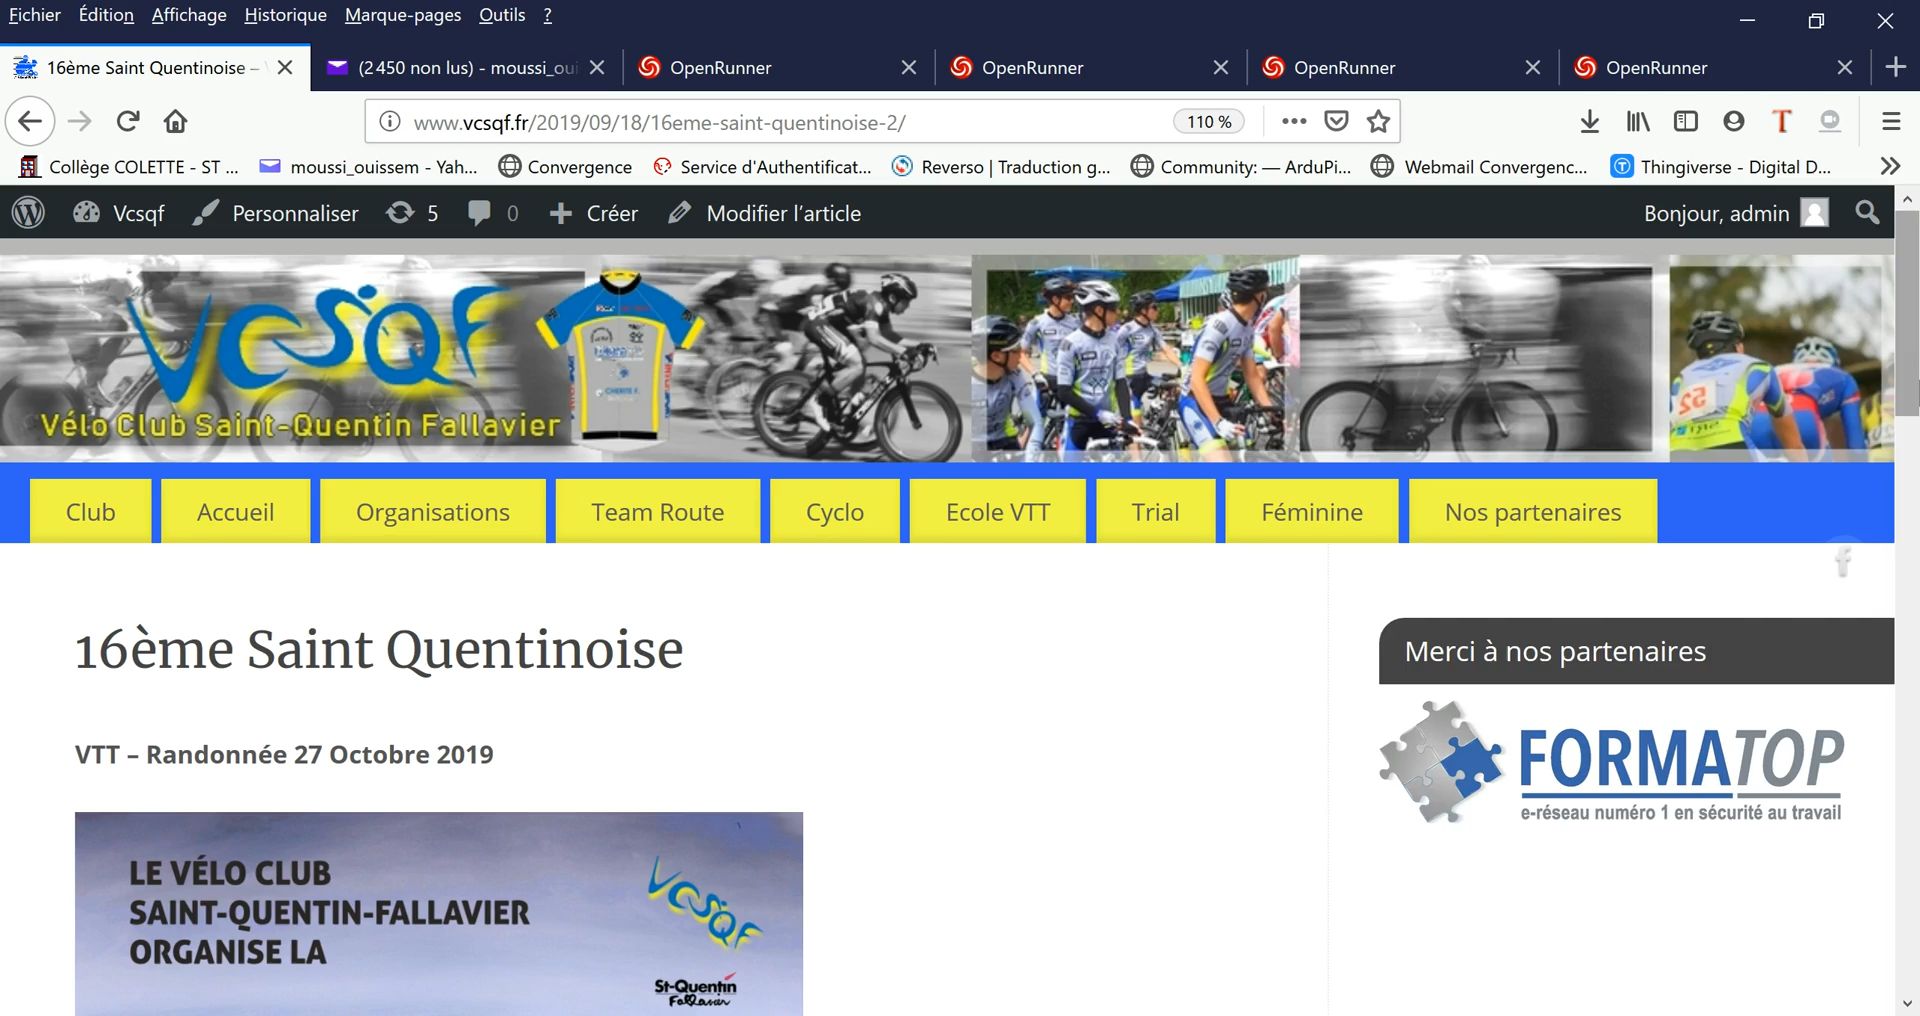 Fichier Édition Affichage Historique Marque-pages Outils ?
16ème Saint Quentinoise –
(2 450 non lus) - moussi_oui
OpenRunner
OpenRunner
OpenRunner
OpenRunner
www.vcsqf.fr/2019/09/18/16eme-saint-quentinoise-2/
110 %
Collège COLETTE - ST ...
moussi_ouissem - Yah...
Convergence
Service d'Authentificat...
Reverso | Traduction g...
Community: — ArduPi...
Webmail Convergenc...
Thingiverse - Digital D...
Vcsqf
Personnaliser
5
0
Créer
Modifier l'article
Bonjour, admin
VCSQF
Vélo Club Saint-Quentin Fallavier
Club
Accueil
Organisations
Team Route
Cyclo
Ecole VTT
Trial
Féminine
Nos partenaires
16ème Saint Quentinoise
VTT – Randonnée 27 Octobre 2019
LE VÉLO CLUB
SAINT-QUENTIN-FALLAVIER
ORGANISE LA
VCSQF
St-Quentin
Fallavier
Merci à nos partenaires
FORMATOP
e-réseau numéro 1 en sécurité au travail